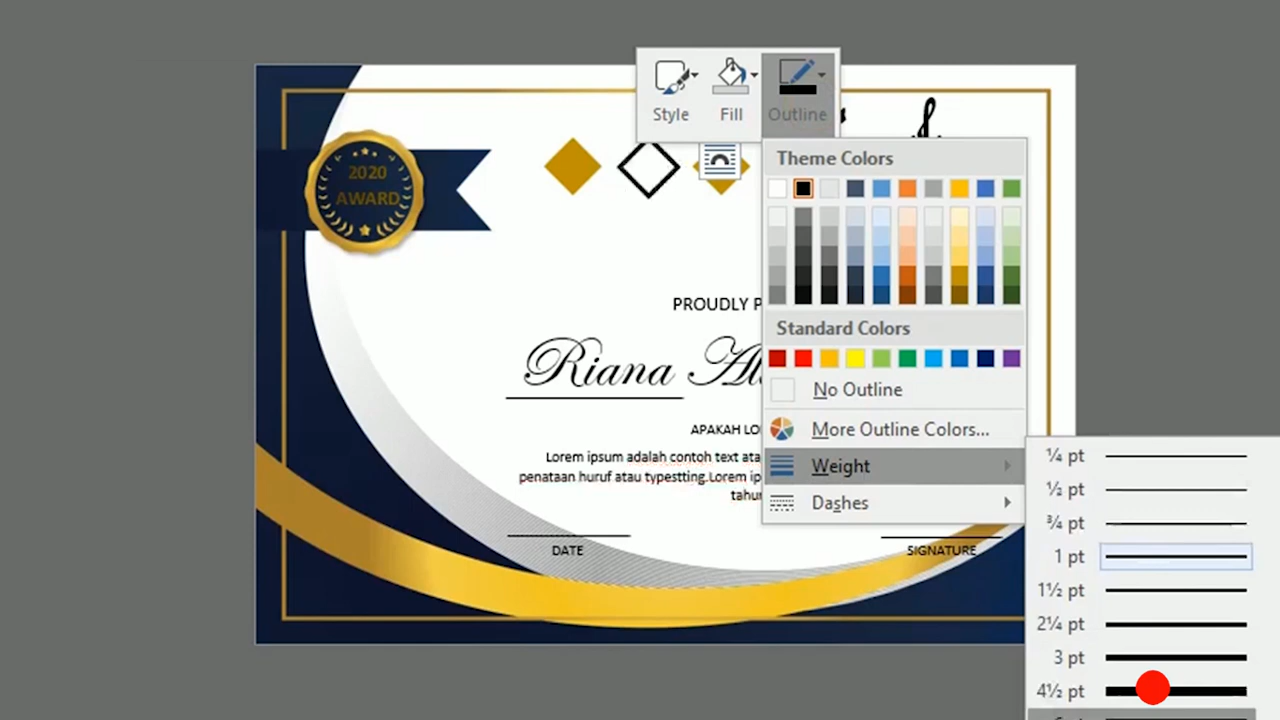 Style
Fill
Outline
Theme Colors
2020
AWARD
PROUDLY P
Standard Colors
Riana Al
No Outline
APAKAH LO
More Outline Colors...
Lorem ipsum adalah contoh text ata
penataan huruf atau typestting.Lorem ip
tahun
Weight
Dashes
DATE
SIGNATURE
¼ pt
½ pt
¾ pt
1 pt
1½ pt
2¼ pt
3 pt
4½ pt